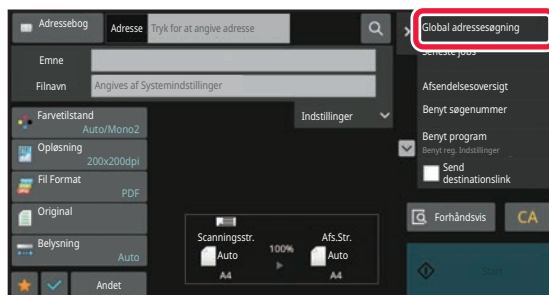 Adressebog
Adresse
Tryk for at angive adresse
Emne
Filnavn
Angives af Systemindstillinger
Farvetilstand
Auto/Mono2
Opløsning
200x200dpi
Fil Format
PDF
Original
Belysning
Auto
Andet
Indstillinger
Scanningsstr.
Auto
A4
100%
Afs.Str.
Auto
A4
Global adressesøgning
Seneste jobs
Afsendelsesoversigt
Benyt søgenummer
Benyt program
Benyt reg. Indstillinger
Send
destinationslink
Forhåndsvis
CA
Start